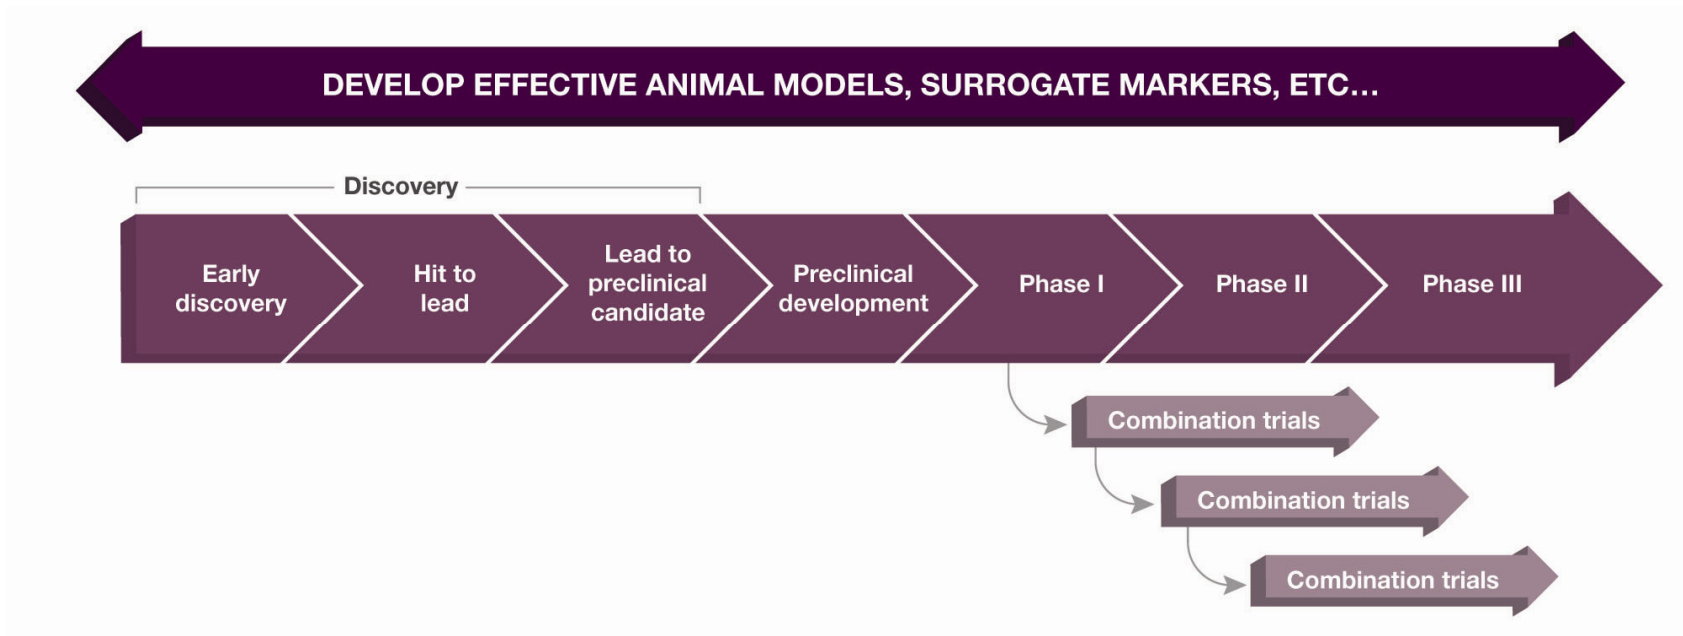 DEVELOP EFFECTIVE ANIMAL MODELS, SURROGATE MARKERS, ETC...
Discovery
Early
discovery
Hit to
lead
Lead to
preclinical
candidate
Preclinical
development
Phase I
Phase II
Phase III
Combination trials
Combination trials
Combination trials